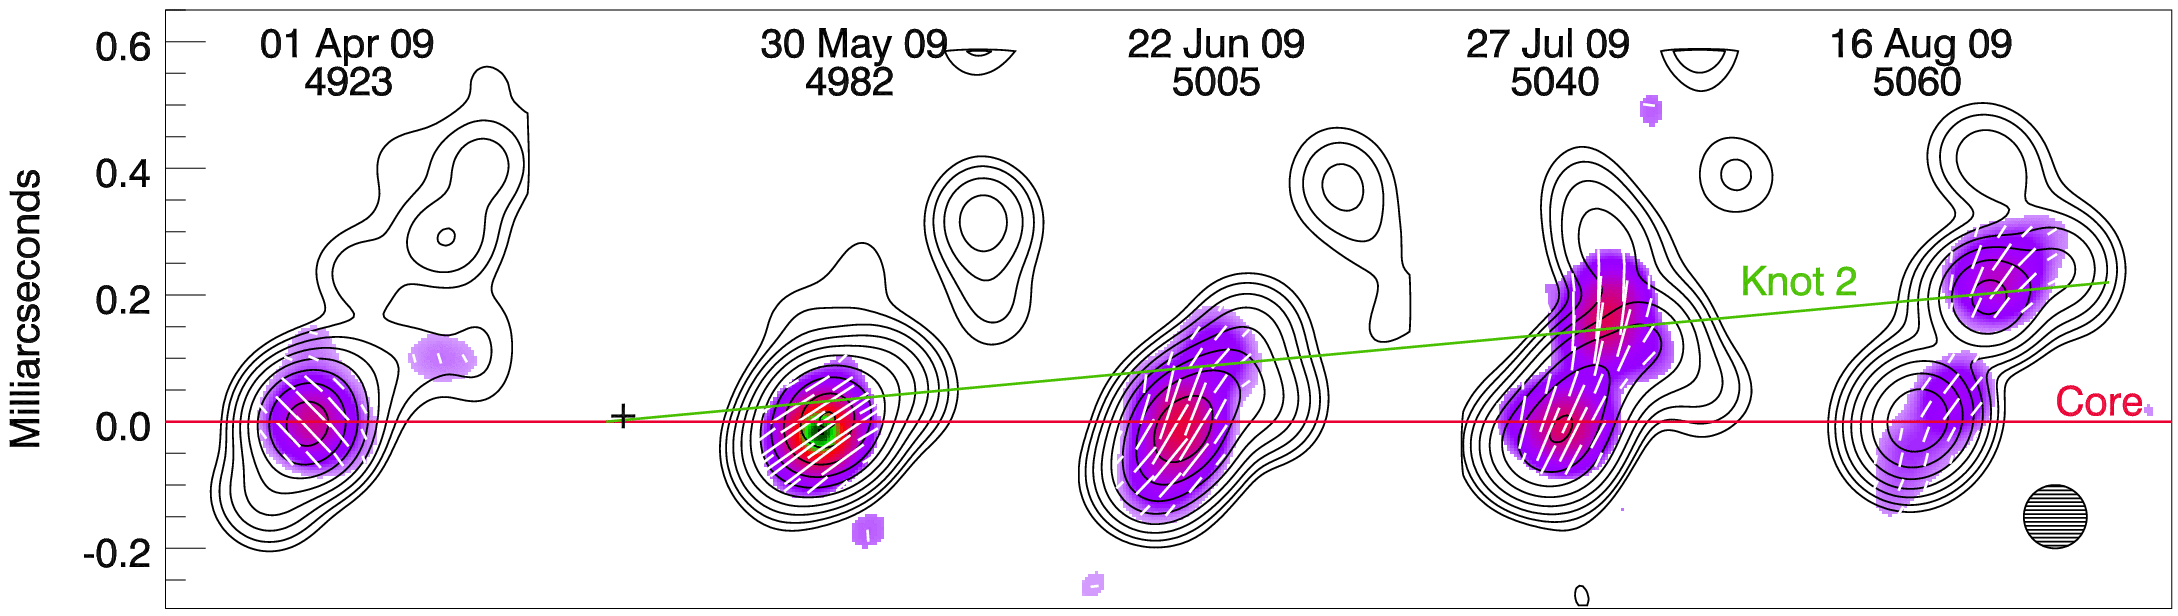 01 Apr 09
4923
30 May 09
4982
22 Jun 09
5005
27 Jul 09
5040
16 Aug 09
5060
0.6
0.4
0.2
0.0
-0.2
Milliarcseconds
Knot 2
Core